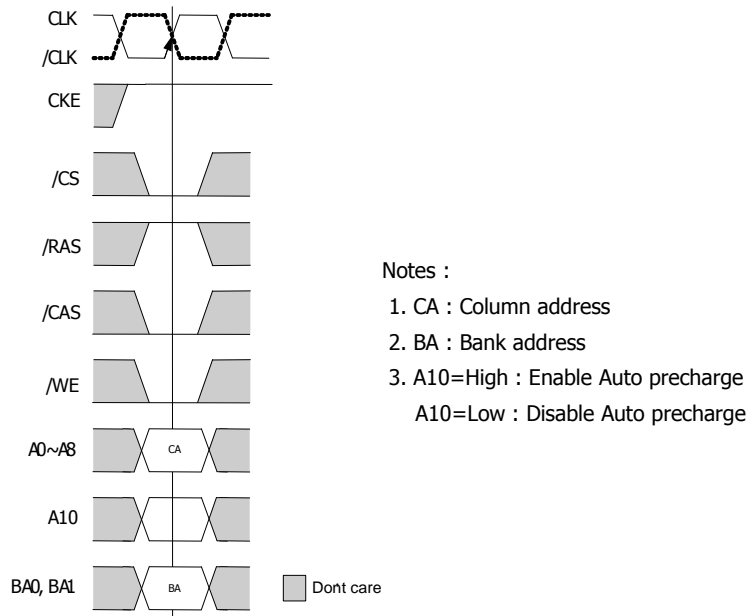 CLK
/CLK
CKE
/CS
/RAS
/CAS
/WE
A0~A8
CA
A10
BA0, BA1
BA
Dont care
Notes :
1. CA : Column address
2. BA : Bank address
3. A10=High : Enable Auto precharge
A10=Low : Disable Auto precharge